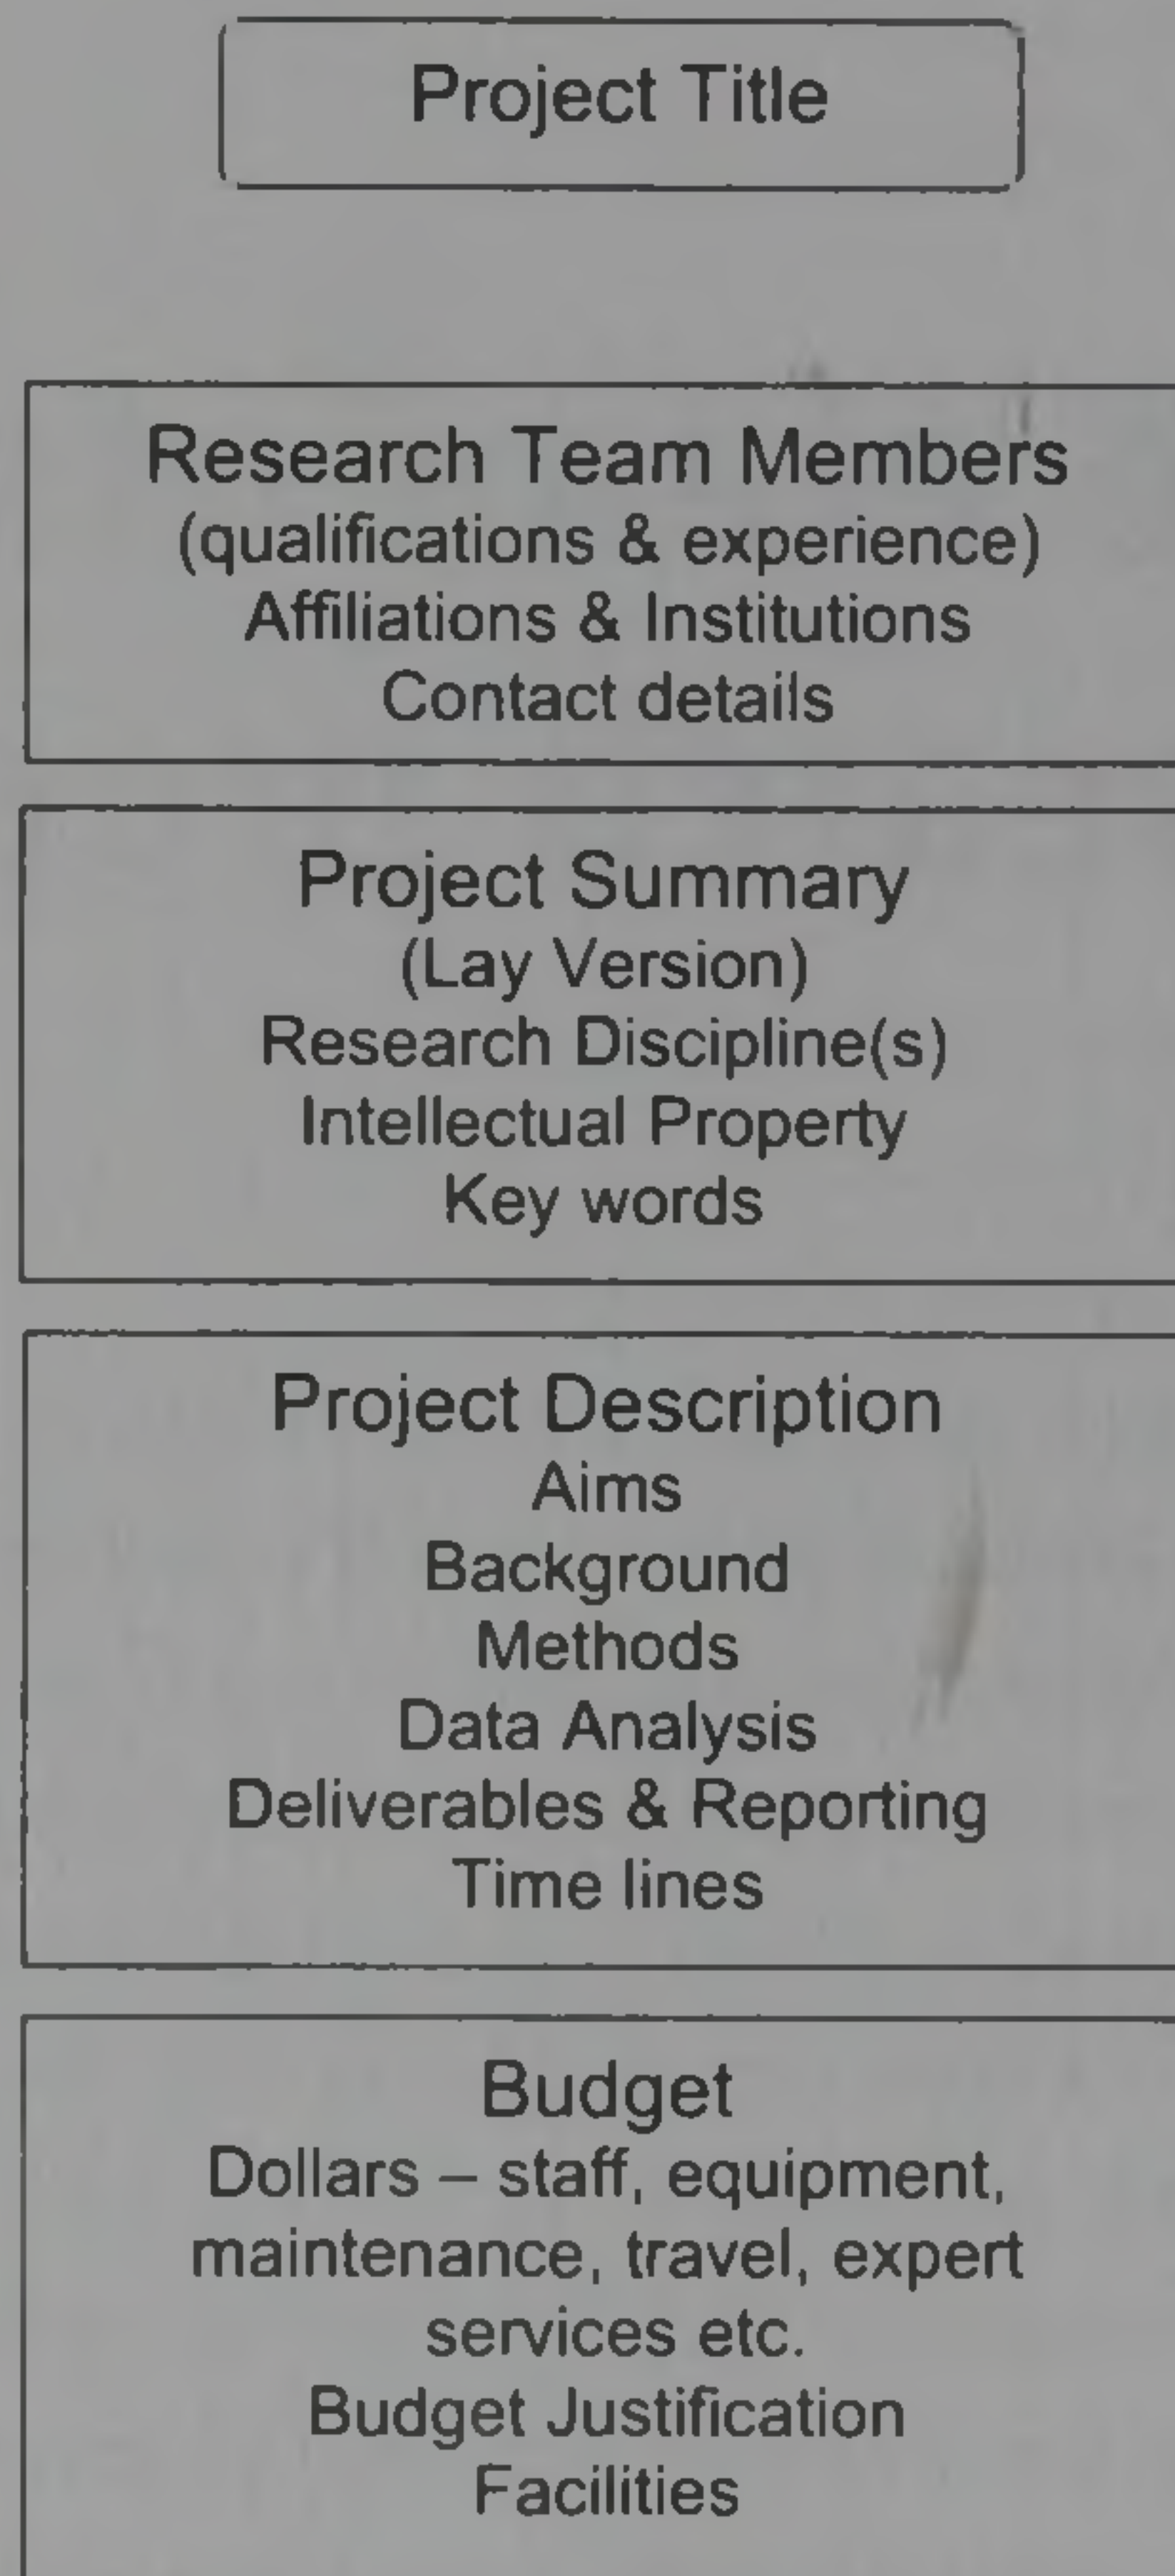 Project Title
Research Team Members
(qualifications & experience)
Affiliations & Institutions
Contact details
Project Summary
(Lay Version)
Research Discipline(s)
Intellectual Property
Key words
Project Description
Aims
Background
Methods
Data Analysis
Deliverables & Reporting
Time lines
Budget
Dollars – staff, equipment,
maintenance, travel, expert
services etc.
Budget Justification
Facilities